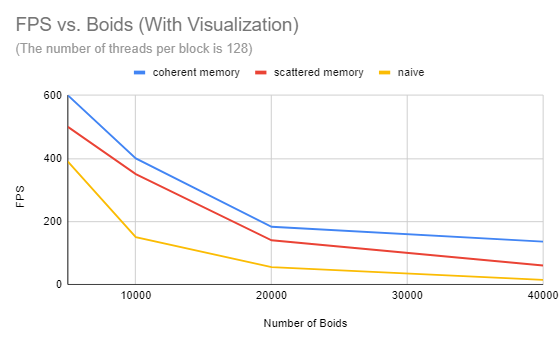 FPS vs. Boids (With Visualization)
(The number of threads per block is 128)
coherent memory scattered memory naive
600
400
200
0
FPS
10000 20000 30000 40000
Number of Boids